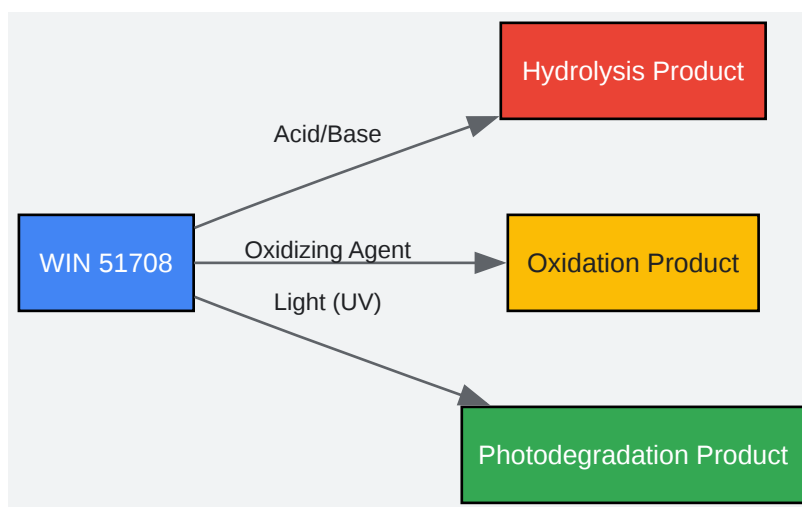 Hydrolysis Product
Acid/Base
WIN 51708
Oxidizing Agent
Oxidation Product
Light (UV)
Photodegradation Product